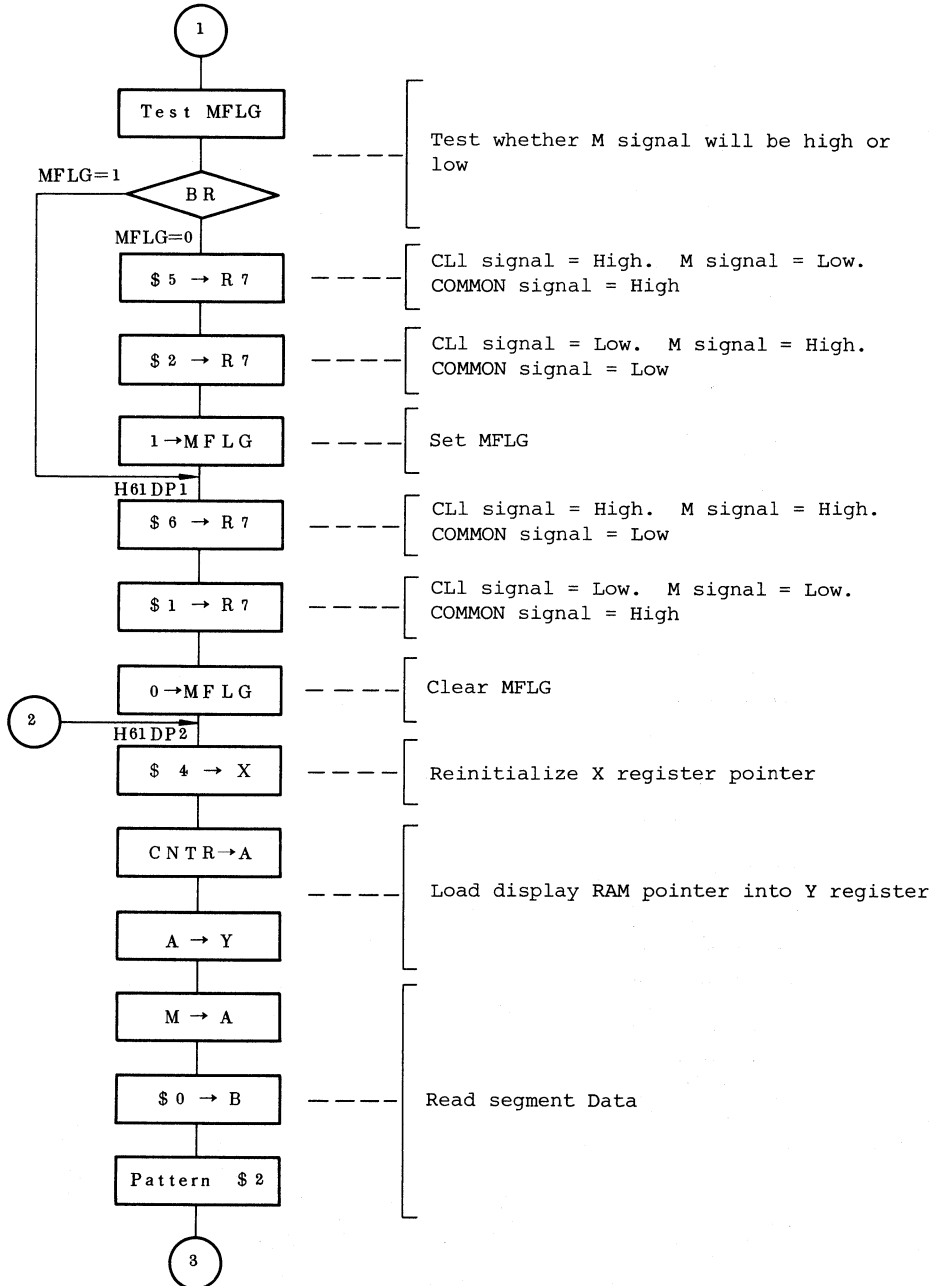 1
Test MFLG
Test whether M signal will be high or
low
MFLG=1
BR
MFLG=0
$5 → R7
CL1 signal = High. M signal = Low.
COMMON signal = High
$2 → R7
CL1 signal = Low. M signal = High.
COMMON signal = Low
1→MFLG
Set MFLG
H61DP1
$6 → R7
CL1 signal = High. M signal = High.
COMMON signal = Low
$1 → R7
CL1 signal = Low. M signal = Low.
COMMON signal = High
0→MFLG
Clear MFLG
2
H61DP2
$ 4 → X
Reinitialize X register pointer
CNTR→A
Load display RAM pointer into Y register
A → Y
M → A
$0 → B
Read segment Data
Pattern $2
3